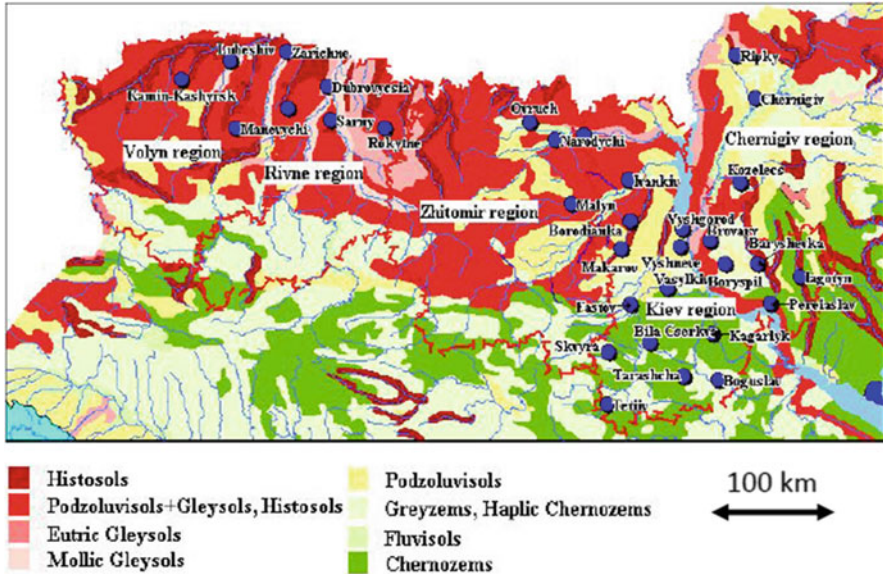 Lubeshiv
Zarichne
Ripky
Kamin-Kashyrsk
Dubrovycia
Chernigiv
Manevychi
Sarny
Ovruch
Rokytne
Narodychi
Chernigiv region
Volyn region
Rivne region
Kozelecs
Ivankiv
Zhitomir region
Malyn
Vyshgorod
Borodianka
Brovary
Baryshevka
Makarov
Vyshneve
Vasylkiv
Boryspil
Iagotyn
Fastov
Kiev region
Pereiaslav
Bila Cserkva
Kagarlyk
Skvyra
Tarashcha
Boguslav
Tetiiv
Histosols
Podzoluvisols+Gleysols, Histosols
Eutric Gleysols
Mollic Gleysols
Podzoluvisols
Greyzems, Haplic Chernozems
Fluvisols
Chernozems
100 km